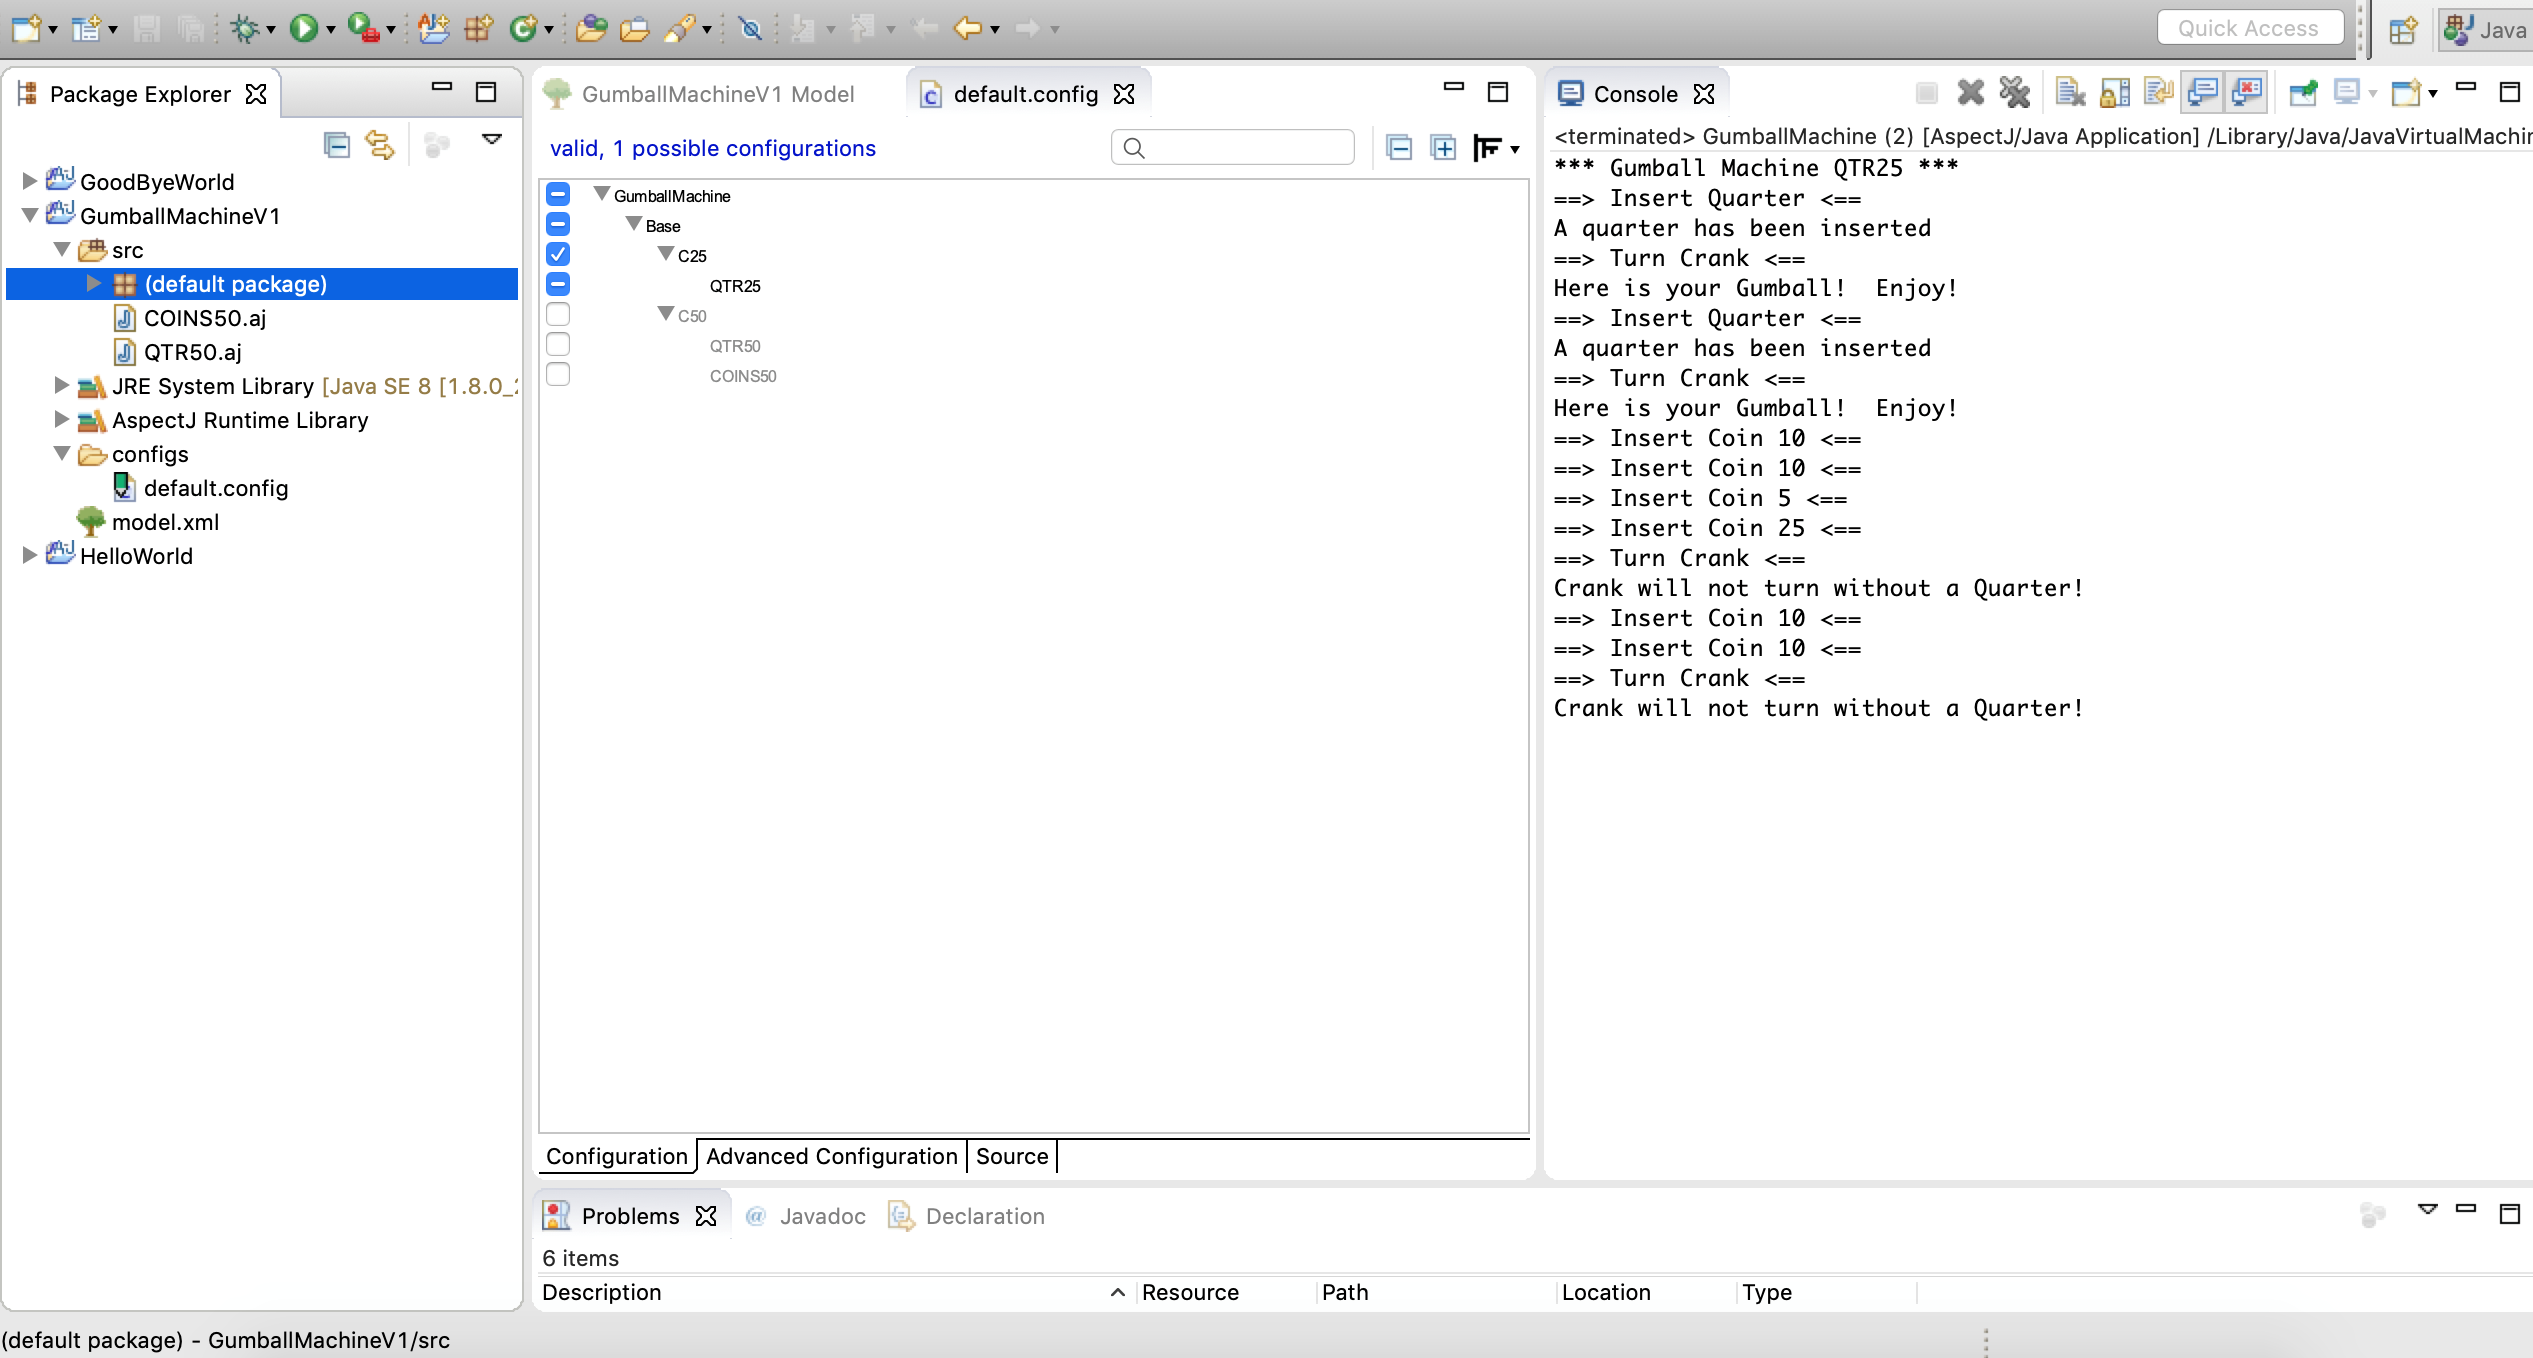 Quick Access
Java
Package Explorer
GoodByeWorld
GumballMachineV1
src
(default package)
COINS50.aj
QTR50.aj
JRE System Library [Java SE 8 [1.8.0_
AspectJ Runtime Library
configs
default.config
model.xml
HelloWorld
GumballMachineV1 Model
default.config
valid, 1 possible configurations
GumballMachine
Base
C25
QTR25
C50
QTR50
COINS50
Configuration
Advanced Configuration
Source
Console
<terminated> GumballMachine (2) [AspectJ/Java Application] /Library/Java/JavaVirtualMachin
*** Gumball Machine QTR25 ***
==> Insert Quarter <==
A quarter has been inserted
==> Turn Crank <==
Here is your Gumball!  Enjoy!
==> Insert Quarter <==
A quarter has been inserted
==> Turn Crank <==
Here is your Gumball!  Enjoy!
==> Insert Coin 10 <==
==> Insert Coin 10 <==
==> Insert Coin 5 <==
==> Insert Coin 25 <==
==> Turn Crank <==
Crank will not turn without a Quarter!
==> Insert Coin 10 <==
==> Insert Coin 10 <==
==> Turn Crank <==
Crank will not turn without a Quarter!
Problems
@ Javadoc
Declaration
6 items
Description
Resource
Path
Location
Type
(default package) - GumballMachineV1/src